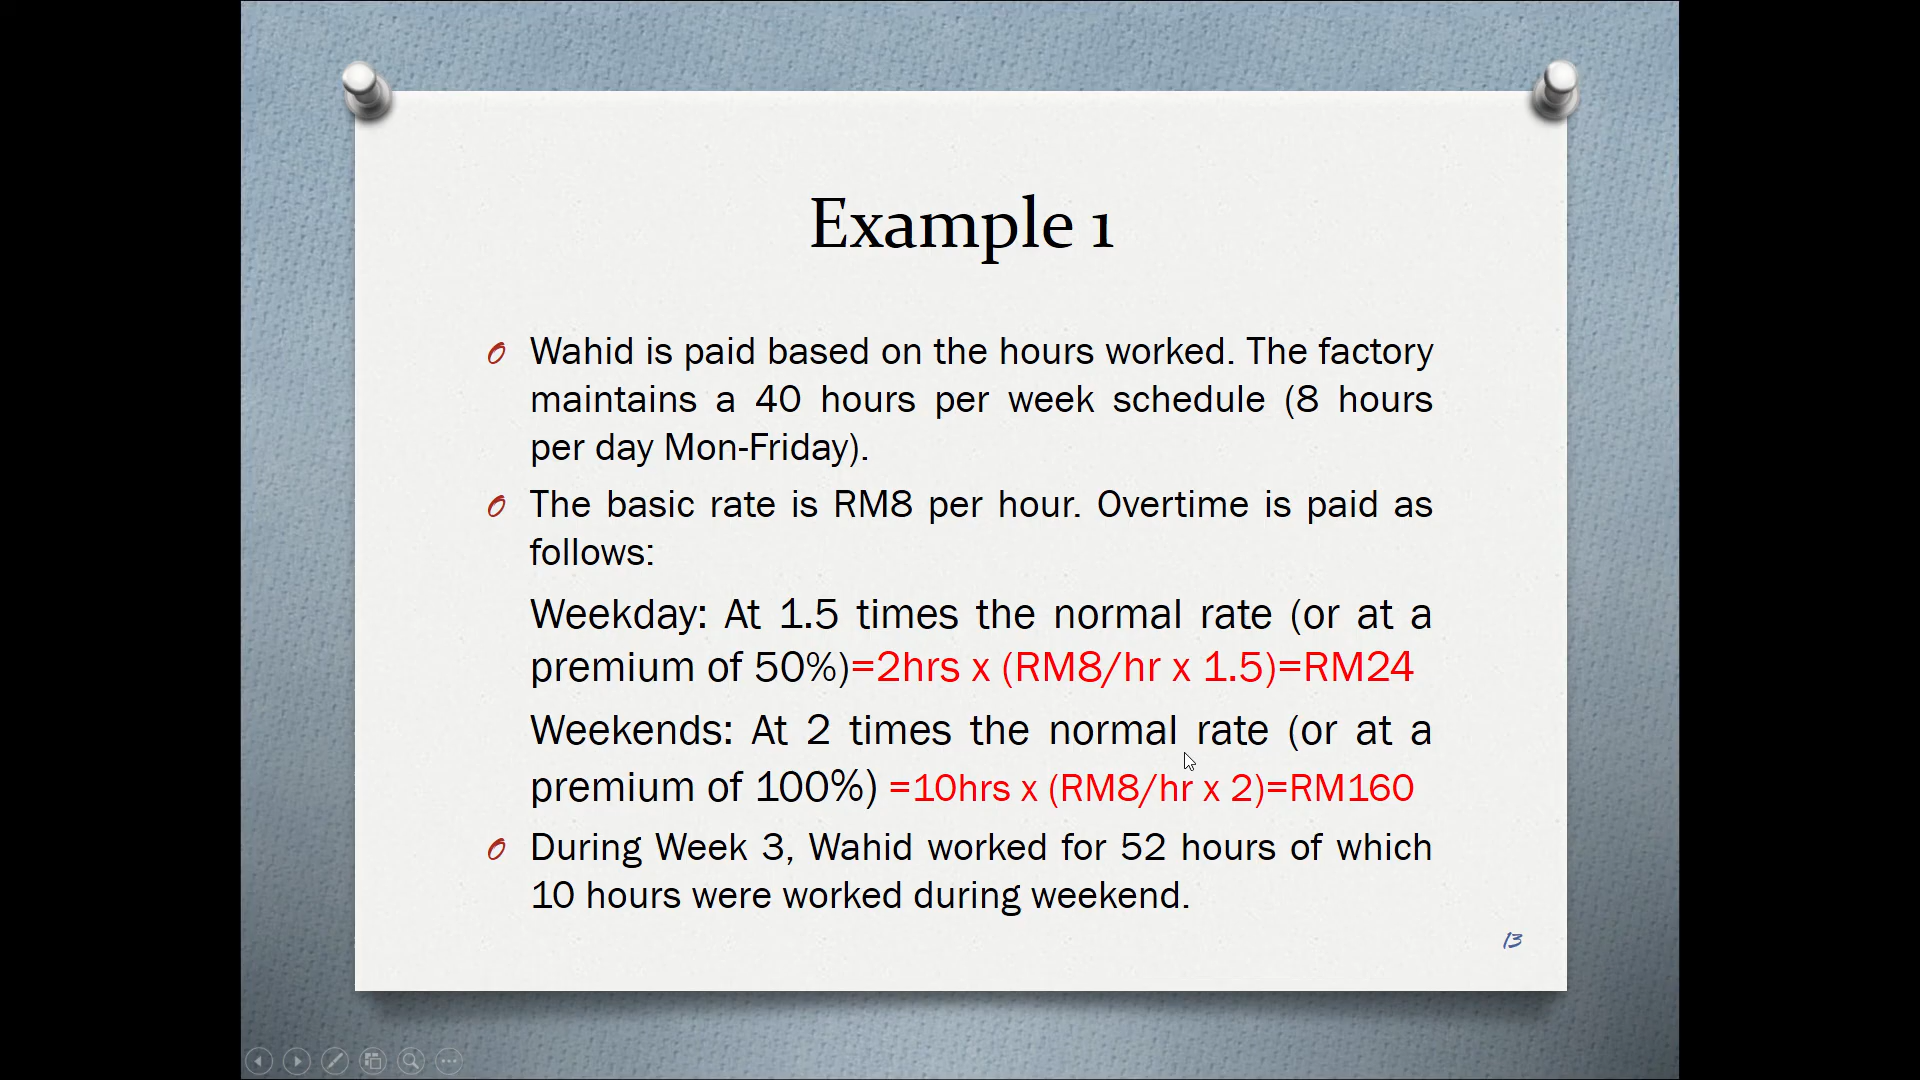 Example 1
Wahid is paid based on the hours worked. The factory
maintains a 40 hours per week schedule (8 hours
per day Mon-Friday).
The basic rate is RM8 per hour. Overtime is paid as
follows:
Weekday: At 1.5 times the normal rate (or at a
premium of 50%)=2hrs x (RM8/hr x 1.5)=RM24
Weekends: At 2 times the normal rate (or at a
premium of 100%) =10hrs x (RM8/hr x 2)=RM160
During Week 3, Wahid worked for 52 hours of which
10 hours were worked during weekend.
13